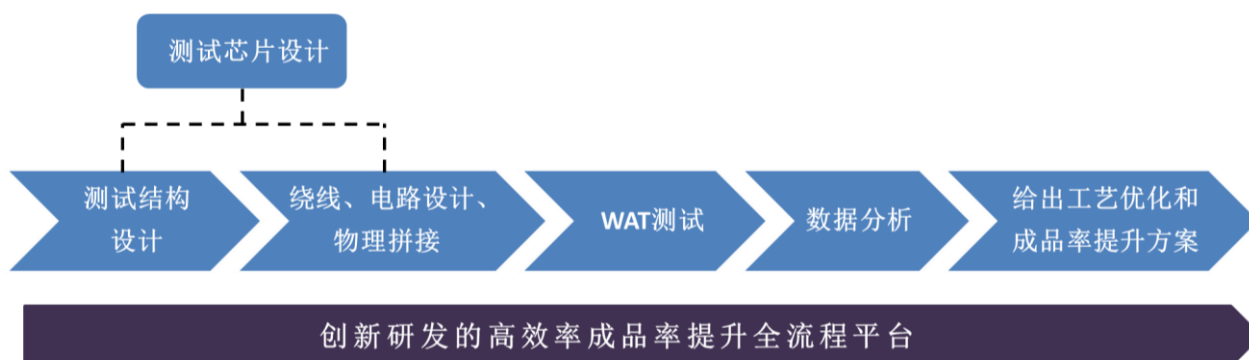 测试芯片设计
测试结构
设计
绕线、电路设计、
物理拼接
WAT测试
数据分析
给出工艺优化和
成品率提升方案
创新研发的高效率成品率提升全流程平台